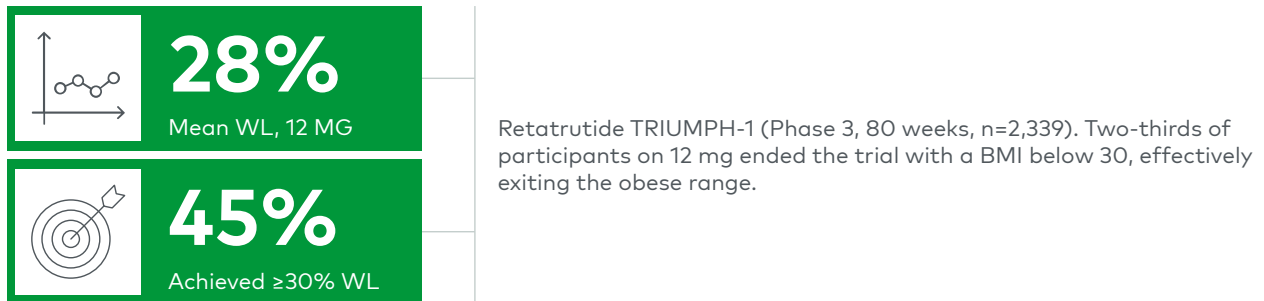 28%
Mean WL, 12 MG
45%
Achieved ≥30% WL
Retatrutide TRIUMPH-1 (Phase 3, 80 weeks, n=2,339). Two-thirds of
participants on 12 mg ended the trial with a BMI below 30, effectively
exiting the obese range.